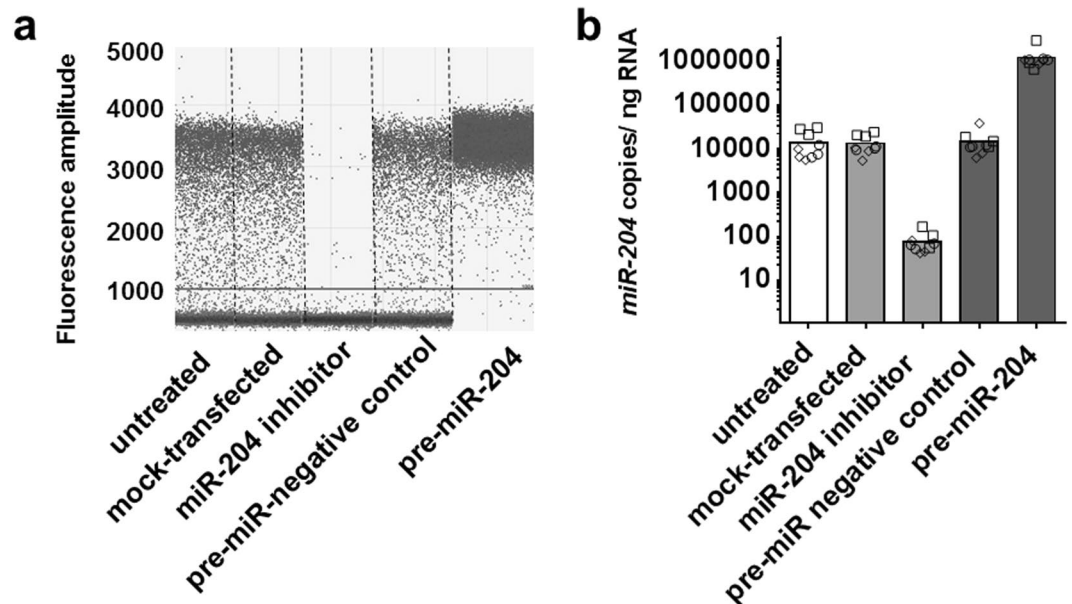 a
Fluorescence amplitude
5000
4000
3000
2000
1000
untreated
mock-transfected
miR-204 inhibitor
pre-miR-negative control
pre-miR-204
b
miR-204 copies/ ng RNA
1000000
100000
10000
1000
100
10
untreated
mock-transfected
miR-204 inhibitor
pre-miR negative control
pre-miR-204